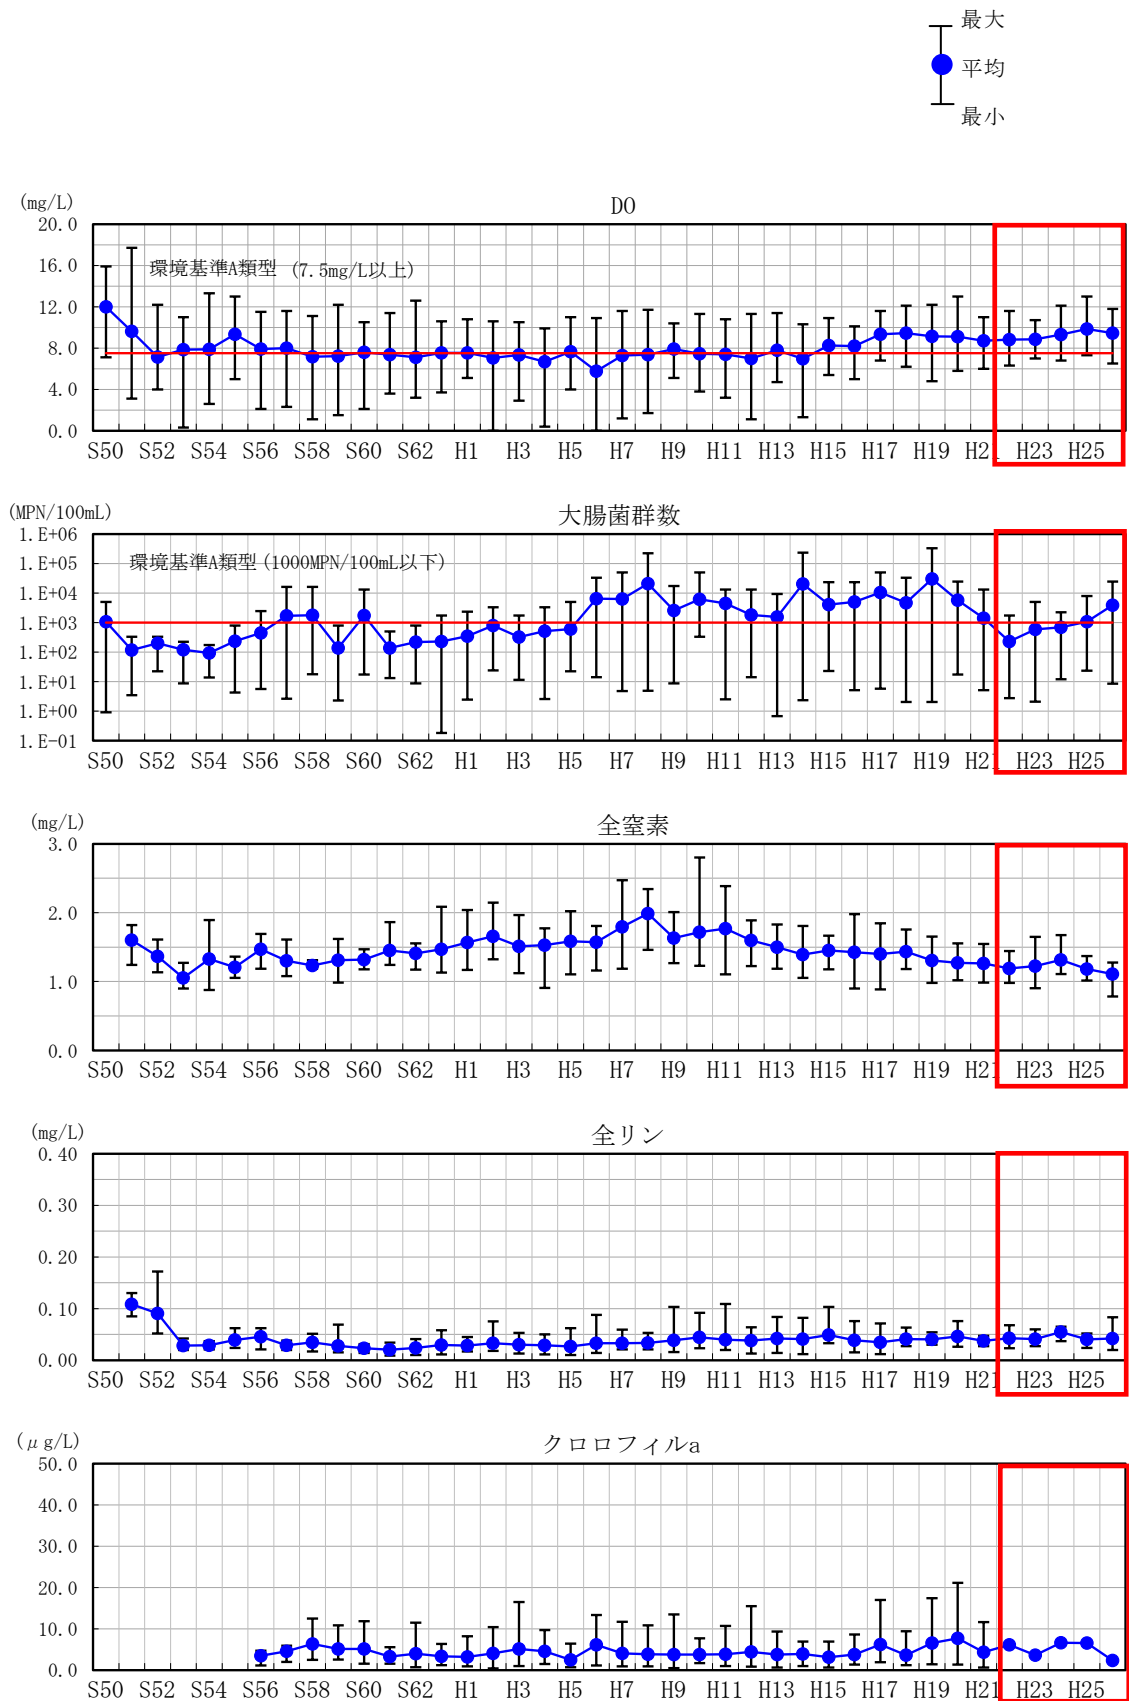 最大
平均
最小
(mg/L)
DO
20.0
16.0
12.0
8.0
4.0
0.0
環境基準A類型 (7.5mg/L以上)
S50 S52 S54 S56 S58 S60 S62 H1 H3 H5 H7 H9 H11 H13 H15 H17 H19 H21 H23 H25
(MPN/100mL)
大腸菌群数
1.E+06
1.E+05
1.E+04
1.E+03
1.E+02
1.E+01
1.E+00
1.E-01
環境基準A類型(1000MPN/100mL以下)
S50 S52 S54 S56 S58 S60 S62 H1 H3 H5 H7 H9 H11 H13 H15 H17 H19 H21 H23 H25
(mg/L)
全窒素
3.0
2.0
1.0
0.0
S50 S52 S54 S56 S58 S60 S62 H1 H3 H5 H7 H9 H11 H13 H15 H17 H19 H21 H23 H25
(mg/L)
全リン
0.40
0.30
0.20
0.10
0.00
S50 S52 S54 S56 S58 S60 S62 H1 H3 H5 H7 H9 H11 H13 H15 H17 H19 H21 H23 H25
(μg/L)
クロロフィルa
50.0
40.0
30.0
20.0
10.0
0.0
S50 S52 S54 S56 S58 S60 S62 H1 H3 H5 H7 H9 H11 H13 H15 H17 H19 H21 H23 H25